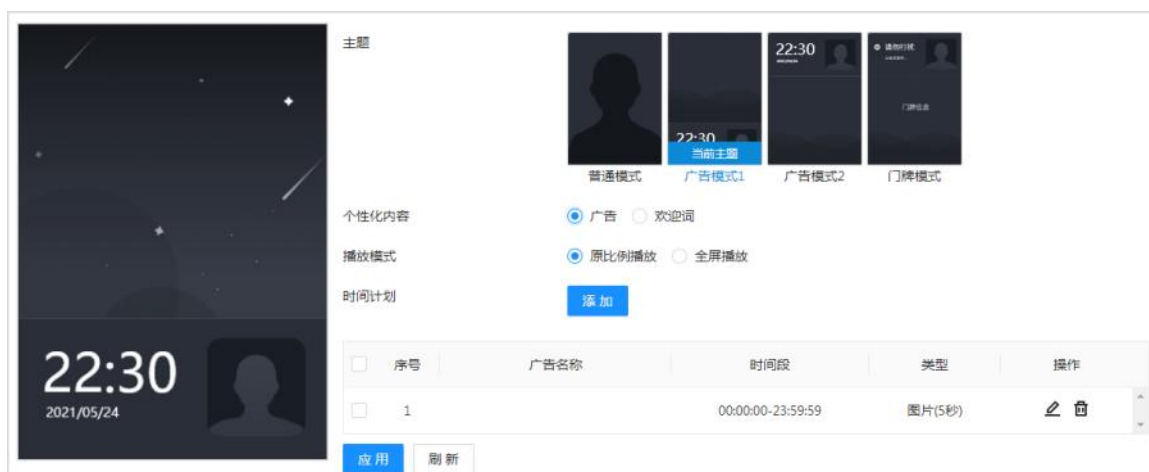 主题
22:30
22:30
当前主题
门牌信息
普通模式
广告模式1
广告模式2
门牌模式
个性化内容
广告
欢迎词
播放模式
原比例播放
全屏播放
时间计划
添加
22:30
2021/05/24
序号 广告名称 时间段 类型 操作
1 00:00:00-23:59:59 图片(5秒)
应用
刷新